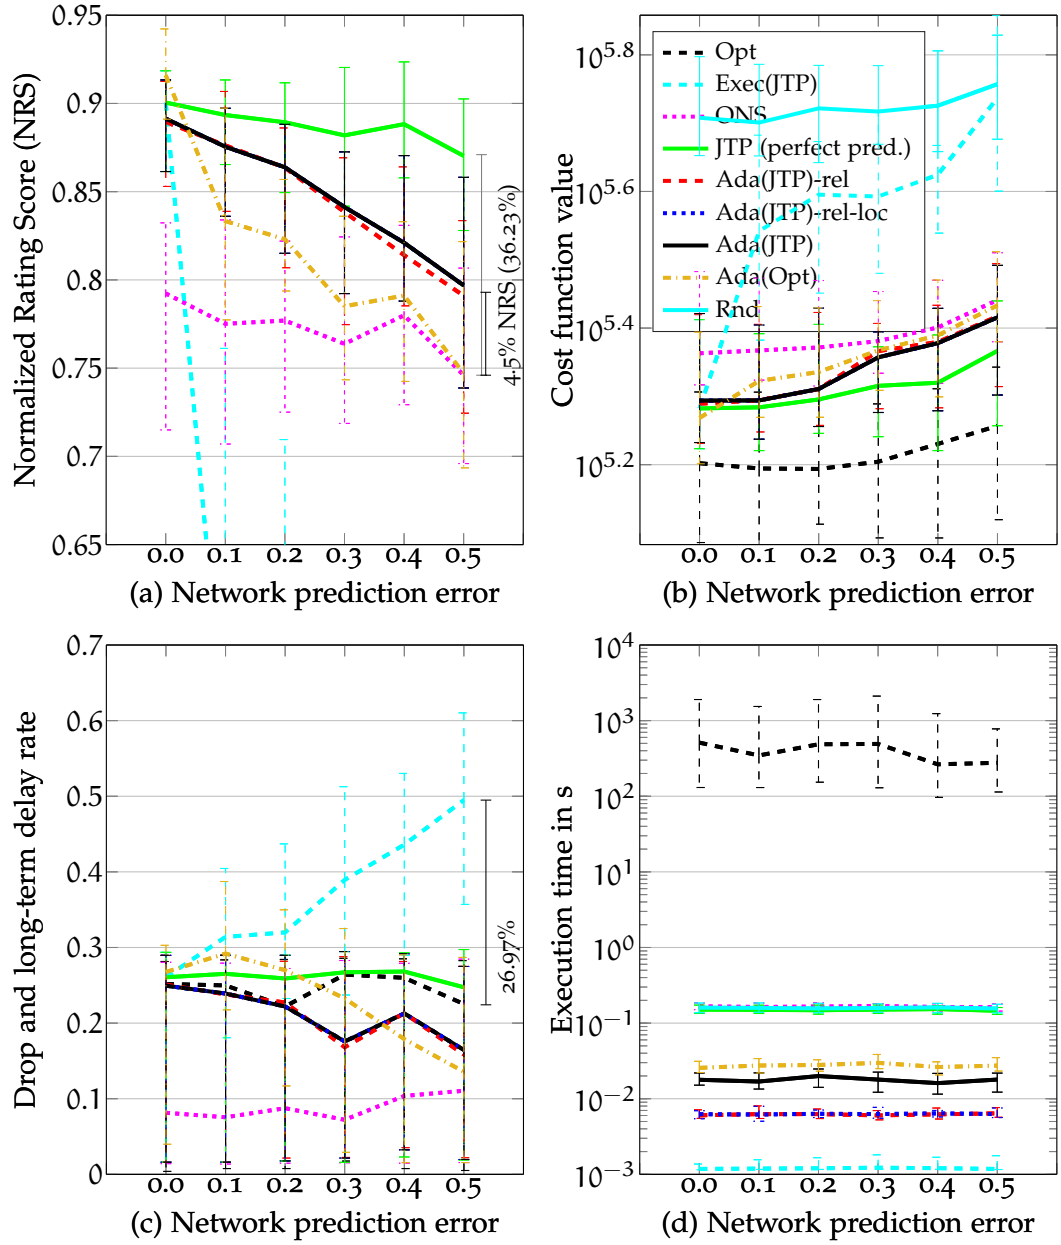 Normalized Rating Score (NRS)
0.95
0.9
0.85
0.8
0.75
0.7
0.65
4.5% NRS (36.23%)
0.0 0.1 0.2 0.3 0.4 0.5
(a) Network prediction error
Cost function value
10^5.8
10^5.6
10^5.4
10^5.2
Opt
Exec(JTP)
ONS
JTP (perfect pred.)
Ada(JTP)-rel
Ada(JTP)-rel-loc
Ada(JTP)
Ada(Opt)
Rnd
0.0 0.1 0.2 0.3 0.4 0.5
(b) Network prediction error
Drop and long-term delay rate
0.7
0.6
0.5
0.4
0.3
0.2
0.1
0
26.97%
0.0 0.1 0.2 0.3 0.4 0.5
(c) Network prediction error
Execution time in s
10^4
10^3
10^2
10^1
10^0
10^−1
10^−2
10^−3
0.0 0.1 0.2 0.3 0.4 0.5
(d) Network prediction error